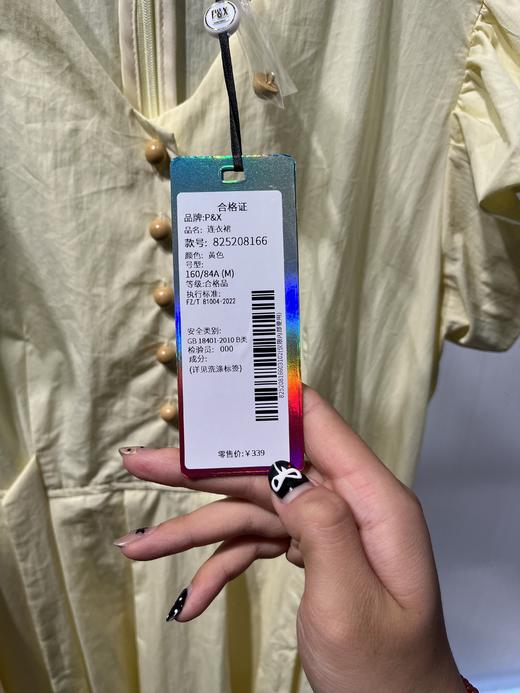 P&X
合格证
品牌:P&X
品名: 连衣裙
款号: 825208166
颜色: 黄色
号型:
160/84A (M)
等级:合格品
执行标准:
FZ/T 81004-2022
安全类别:
GB 18401-2010 B类
检验员: 000
成分:
(详见洗涤标签)
零售价:￥339